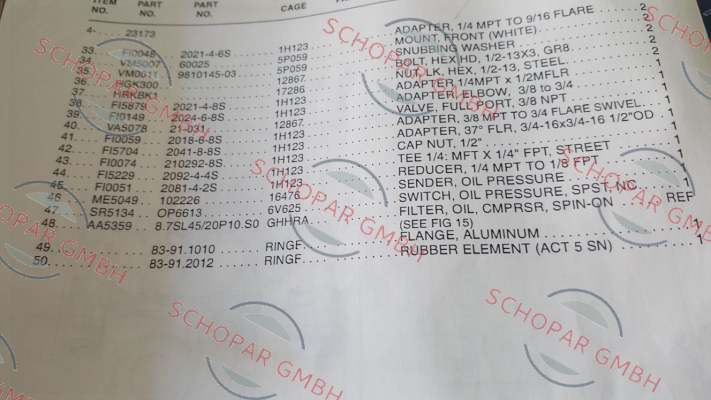 ITEM NO. PART NO. PART NO. CAGE
4- 23173 ADAPTER, 1/4 MPT TO 9/16 FLARE 2
MOUNT, FRONT (WHITE) 2
33. FI0048 2021-4-6S 1H123 SNUBBING WASHER 2
34. VM5007 60025 5P059 BOLT, HEX HD, 1/2-13X3, GR8 2
35. VM0011 9810145-03 5P059 NUT, LK, HEX, 1/2-13, STEEL
36. HGK300 12867 ADAPTER 1/4MPT x 1/2MFLR
37. HRKBK1 17286 ADAPTER, ELBOW, 3/8 to 3/4 1
38. FI5879 2021-4-8S 1H123 VALVE, FULL PORT, 3/8 NPT 1
39. FI0149 2024-6-8S 1H123 ADAPTER, 3/8 MPT TO 3/4 FLARE SWIVEL 1
40. VA5078 21-031 12867 ADAPTER, 37° FLR, 3/4-16x3/4-16 1/2"OD 1
41. FI0059 2018-6-8S 1H123 CAP NUT, 1/2" 1
42. FI5704 2041-8-8S 1H123 TEE 1/4: MFT X 1/4" FPT, STREET 1
43. FI0074 210292-8S 1H123 REDUCER, 1/4 MPT TO 1/8 FPT 1
44. FI5229 2092-4-4S 1H123 SENDER, OIL PRESSURE 1
45. FI0051 2081-4-2S 1H123 SWITCH, OIL PRESSURE, SPST, NC 1
46. ME5049 102226 16476 FILTER, OIL, CMPRSR, SPIN-ON REF
47. SR5134 OP6613 6V625 (SEE FIG 15)
48. AA5359 8.7SL45/20P10.S0 GHHRA FLANGE, ALUMINUM 1
49. 83-91.1010 RINGF RUBBER ELEMENT (ACT 5 SN) 1
50. 83-91.2012 RINGF
SCHOPAR GMBH
SCHOPAR GMBH
SCHOPAR GMBH
SCHOPAR GMBH
SCHOPAR GMBH
SCHOPAR GMBH